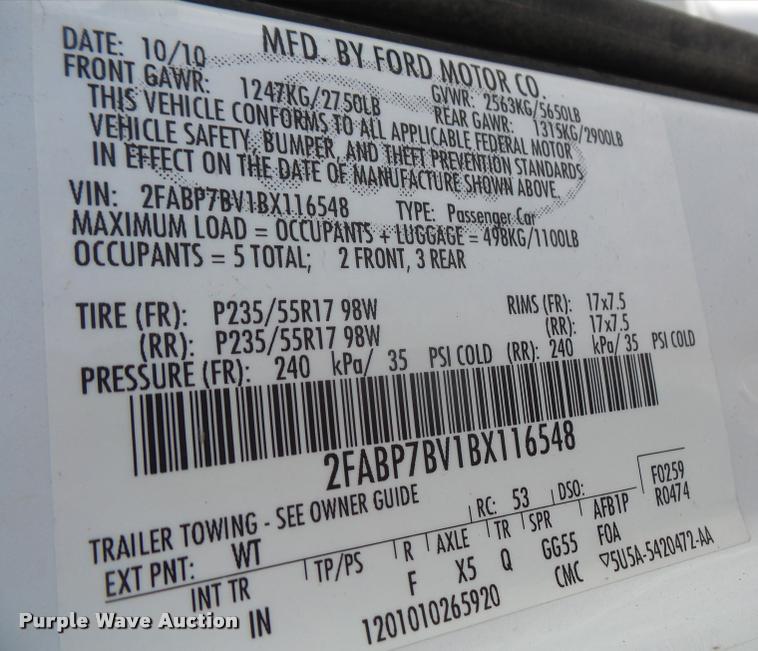 DATE: 10/10 MFD. BY FORD MOTOR CO.
FRONT GAWR: 1247KG/2750LB GVWR: 2563KG/5650LB
REAR GAWR: 1315KG/2900LB
THIS VEHICLE CONFORMS TO ALL APPLICABLE FEDERAL MOTOR
VEHICLE SAFETY, BUMPER, AND THEFT PREVENTION STANDARDS
IN EFFECT ON THE DATE OF MANUFACTURE SHOWN ABOVE.
VIN: 2FABP7BV1BX116548 TYPE: Passenger Car
MAXIMUM LOAD = OCCUPANTS + LUGGAGE = 498KG/1100LB
OCCUPANTS = 5 TOTAL; 2 FRONT, 3 REAR
TIRE (FR): P235/55R17 98W RIMS (FR): 17x7.5
(RR): P235/55R17 98W (RR): 17x7.5
PRESSURE (FR): 240 kPa/ 35 PSI COLD (RR): 240 kPa/ 35 PSI COLD
2FABP7BV1BX116548
TRAILER TOWING - SEE OWNER GUIDE
EXT PNT: WT RC: 53 DSO: F0259
R0474
INT TR TP/PS R AXLE TR SPR AFB1P
IN F X5 Q GG55 F0A
1201010265920 CMC ▽5U5A-5420472-AA
Purple Wave Auction